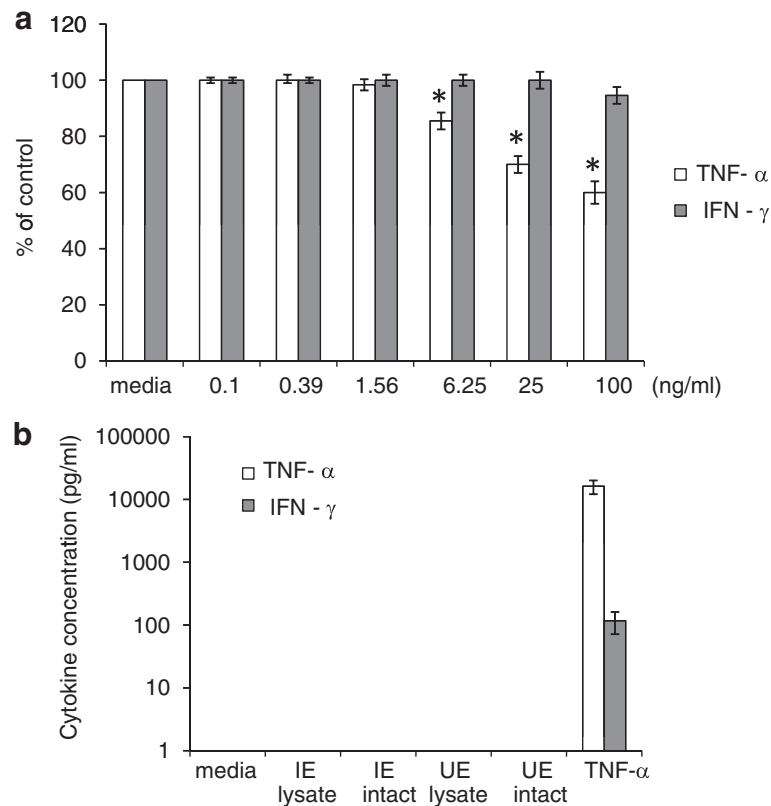 a
120
100
80
60
40
20
0
% of control
* * *
TNF- α
IFN - γ
media 0.1 0.39 1.56 6.25 25 100 (ng/ml)
b
100000
10000
1000
100
10
1
Cytokine concentration (pg/ml)
TNF- α
IFN - γ
media IE IE UE UE TNF-α
lysate intact lysate intact